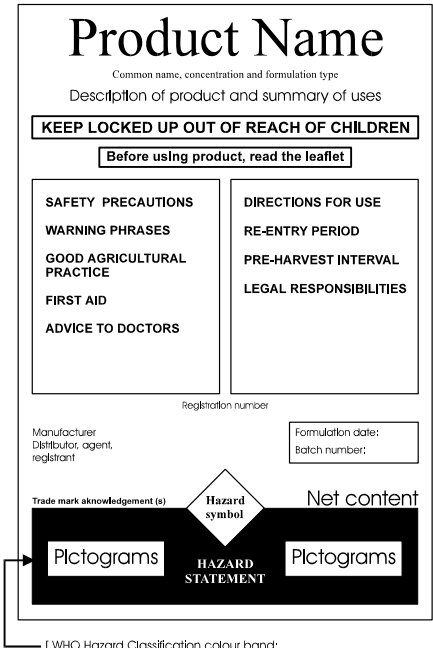 Product Name
Common name, concentration and formulation type
Description of product and summary of uses
KEEP LOCKED UP OUT OF REACH OF CHILDREN
Before using product, read the leaflet
SAFETY PRECAUTIONS
WARNING PHRASES
GOOD AGRICULTURAL
PRACTICE
FIRST AID
ADVICE TO DOCTORS
DIRECTIONS FOR USE
RE-ENTRY PERIOD
PRE-HARVEST INTERVAL
LEGAL RESPONSIBILITIES
Registration number
Manufacturer
Distributor, agent,
registrant
Formulation date:
Batch number:
Trade mark aknowledgement (s)
Hazard
symbol
Net content
Pictograms
HAZARD
STATEMENT
Pictograms
[ WHO Hazard Classification colour band: